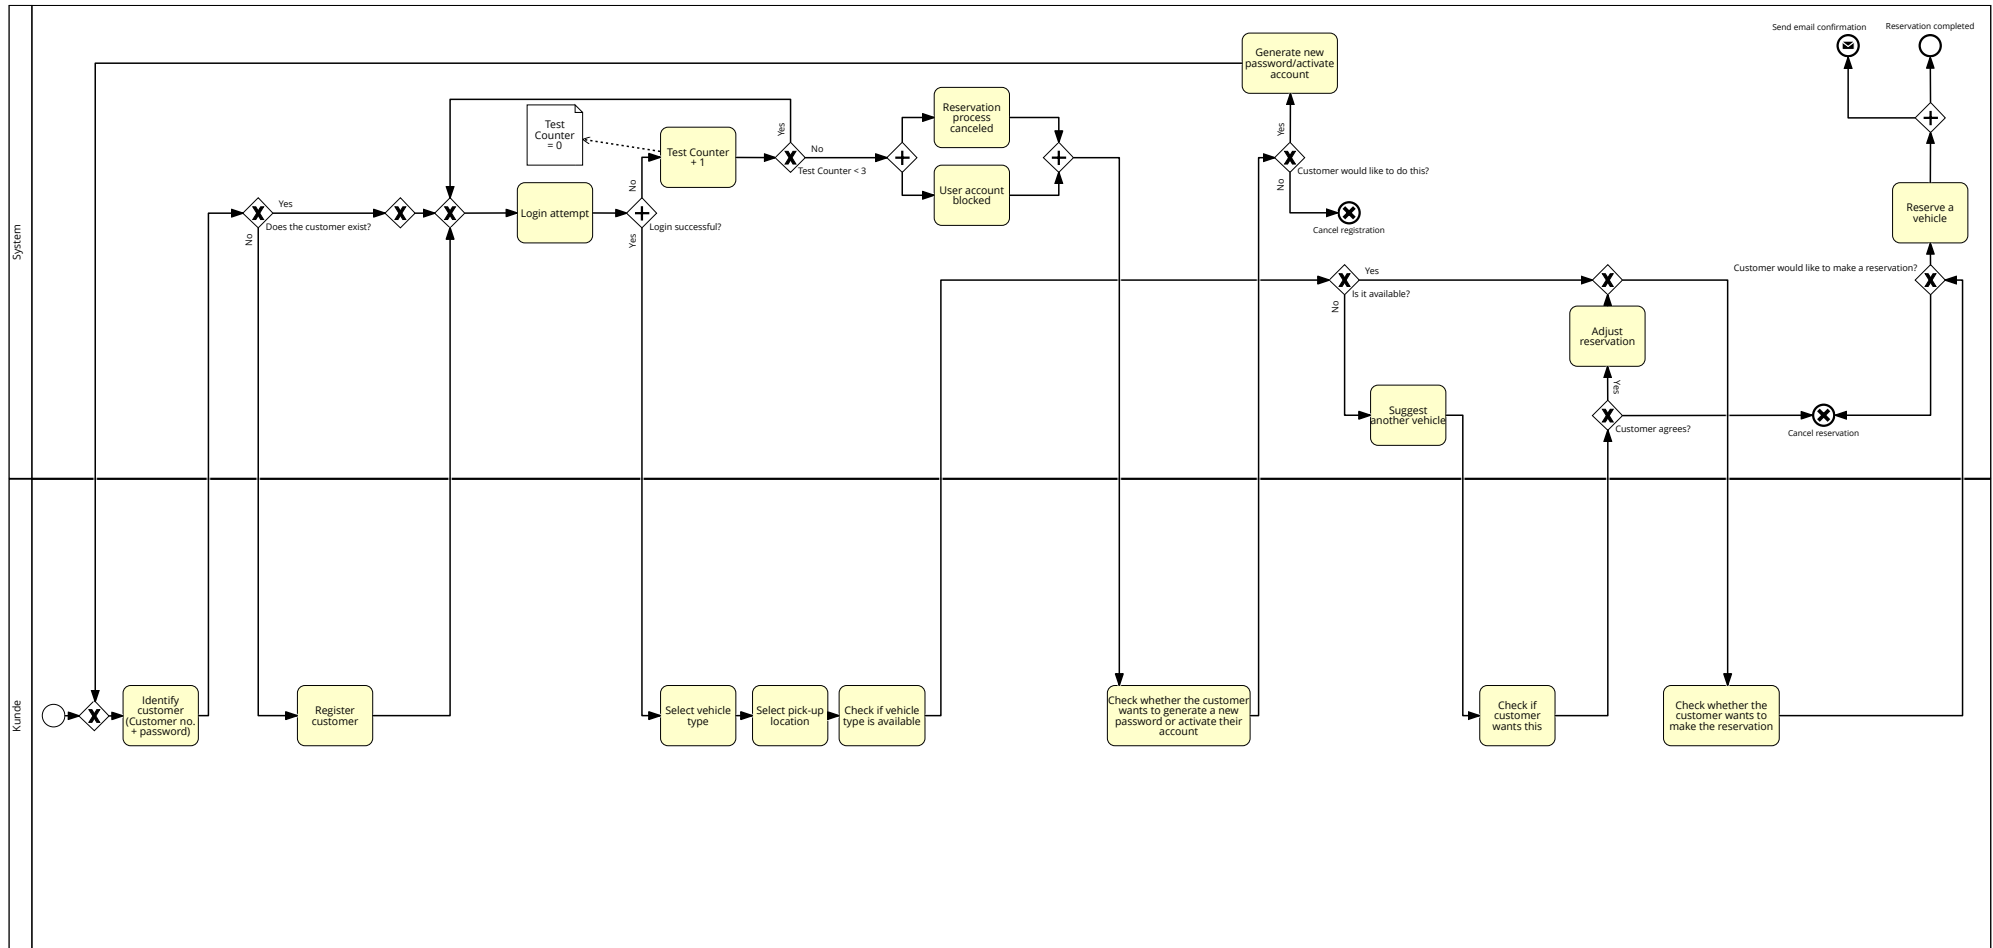 Send email confirmation
Reservation completed
Generate new
password/activate
account
Test
Counter
= 0
Test Counter
+ 1
Yes
No
Test Counter < 3
Reservation
process
canceled
User account
blocked
Yes
Customer would like to do this?
No
Cancel registration
Reserve a
vehicle
System
Yes
Does the customer exist?
No
Login attempt
No
Login successful?
Yes
Customer would like to make a reservation?
Yes
Is it available?
No
Adjust
reservation
Suggest
another vehicle
Yes
Customer agrees?
Cancel reservation
Kunde
Identify
customer
(Customer no.
+ password)
Register
customer
Select vehicle
type
Select pick-up
location
Check if vehicle
type is available
Check whether the customer
wants to generate a new
password or activate their
account
Check if
customer
wants this
Check whether the
customer wants to
make the reservation